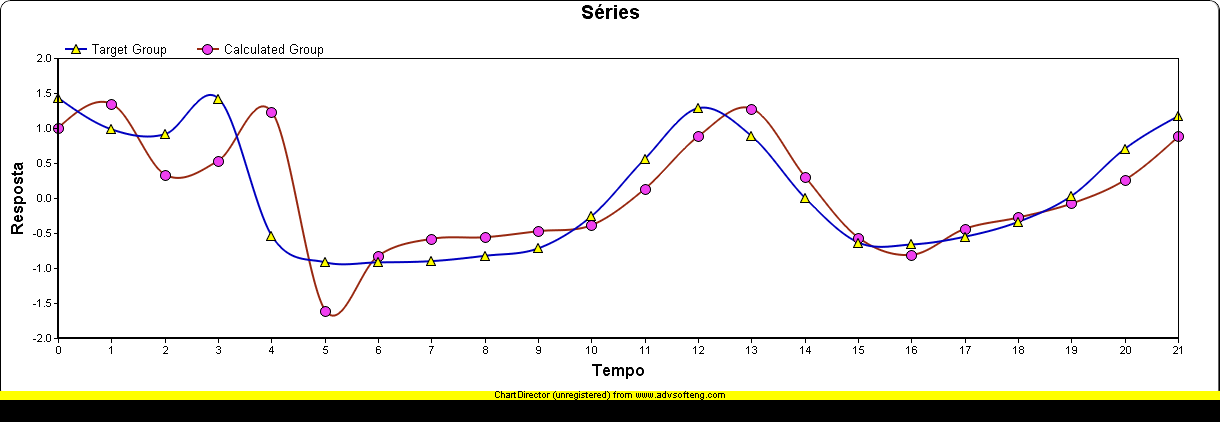 Séries
Target Group Calculated Group
2.0
1.5
1.0
0.5
0.0
-0.5
-1.0
-1.5
-2.0
Resposta
0 1 2 3 4 5 6 7 8 9 10 11 12 13 14 15 16 17 18 19 20 21
Tempo
ChartDirector (unregistered) from www.advsofteng.com